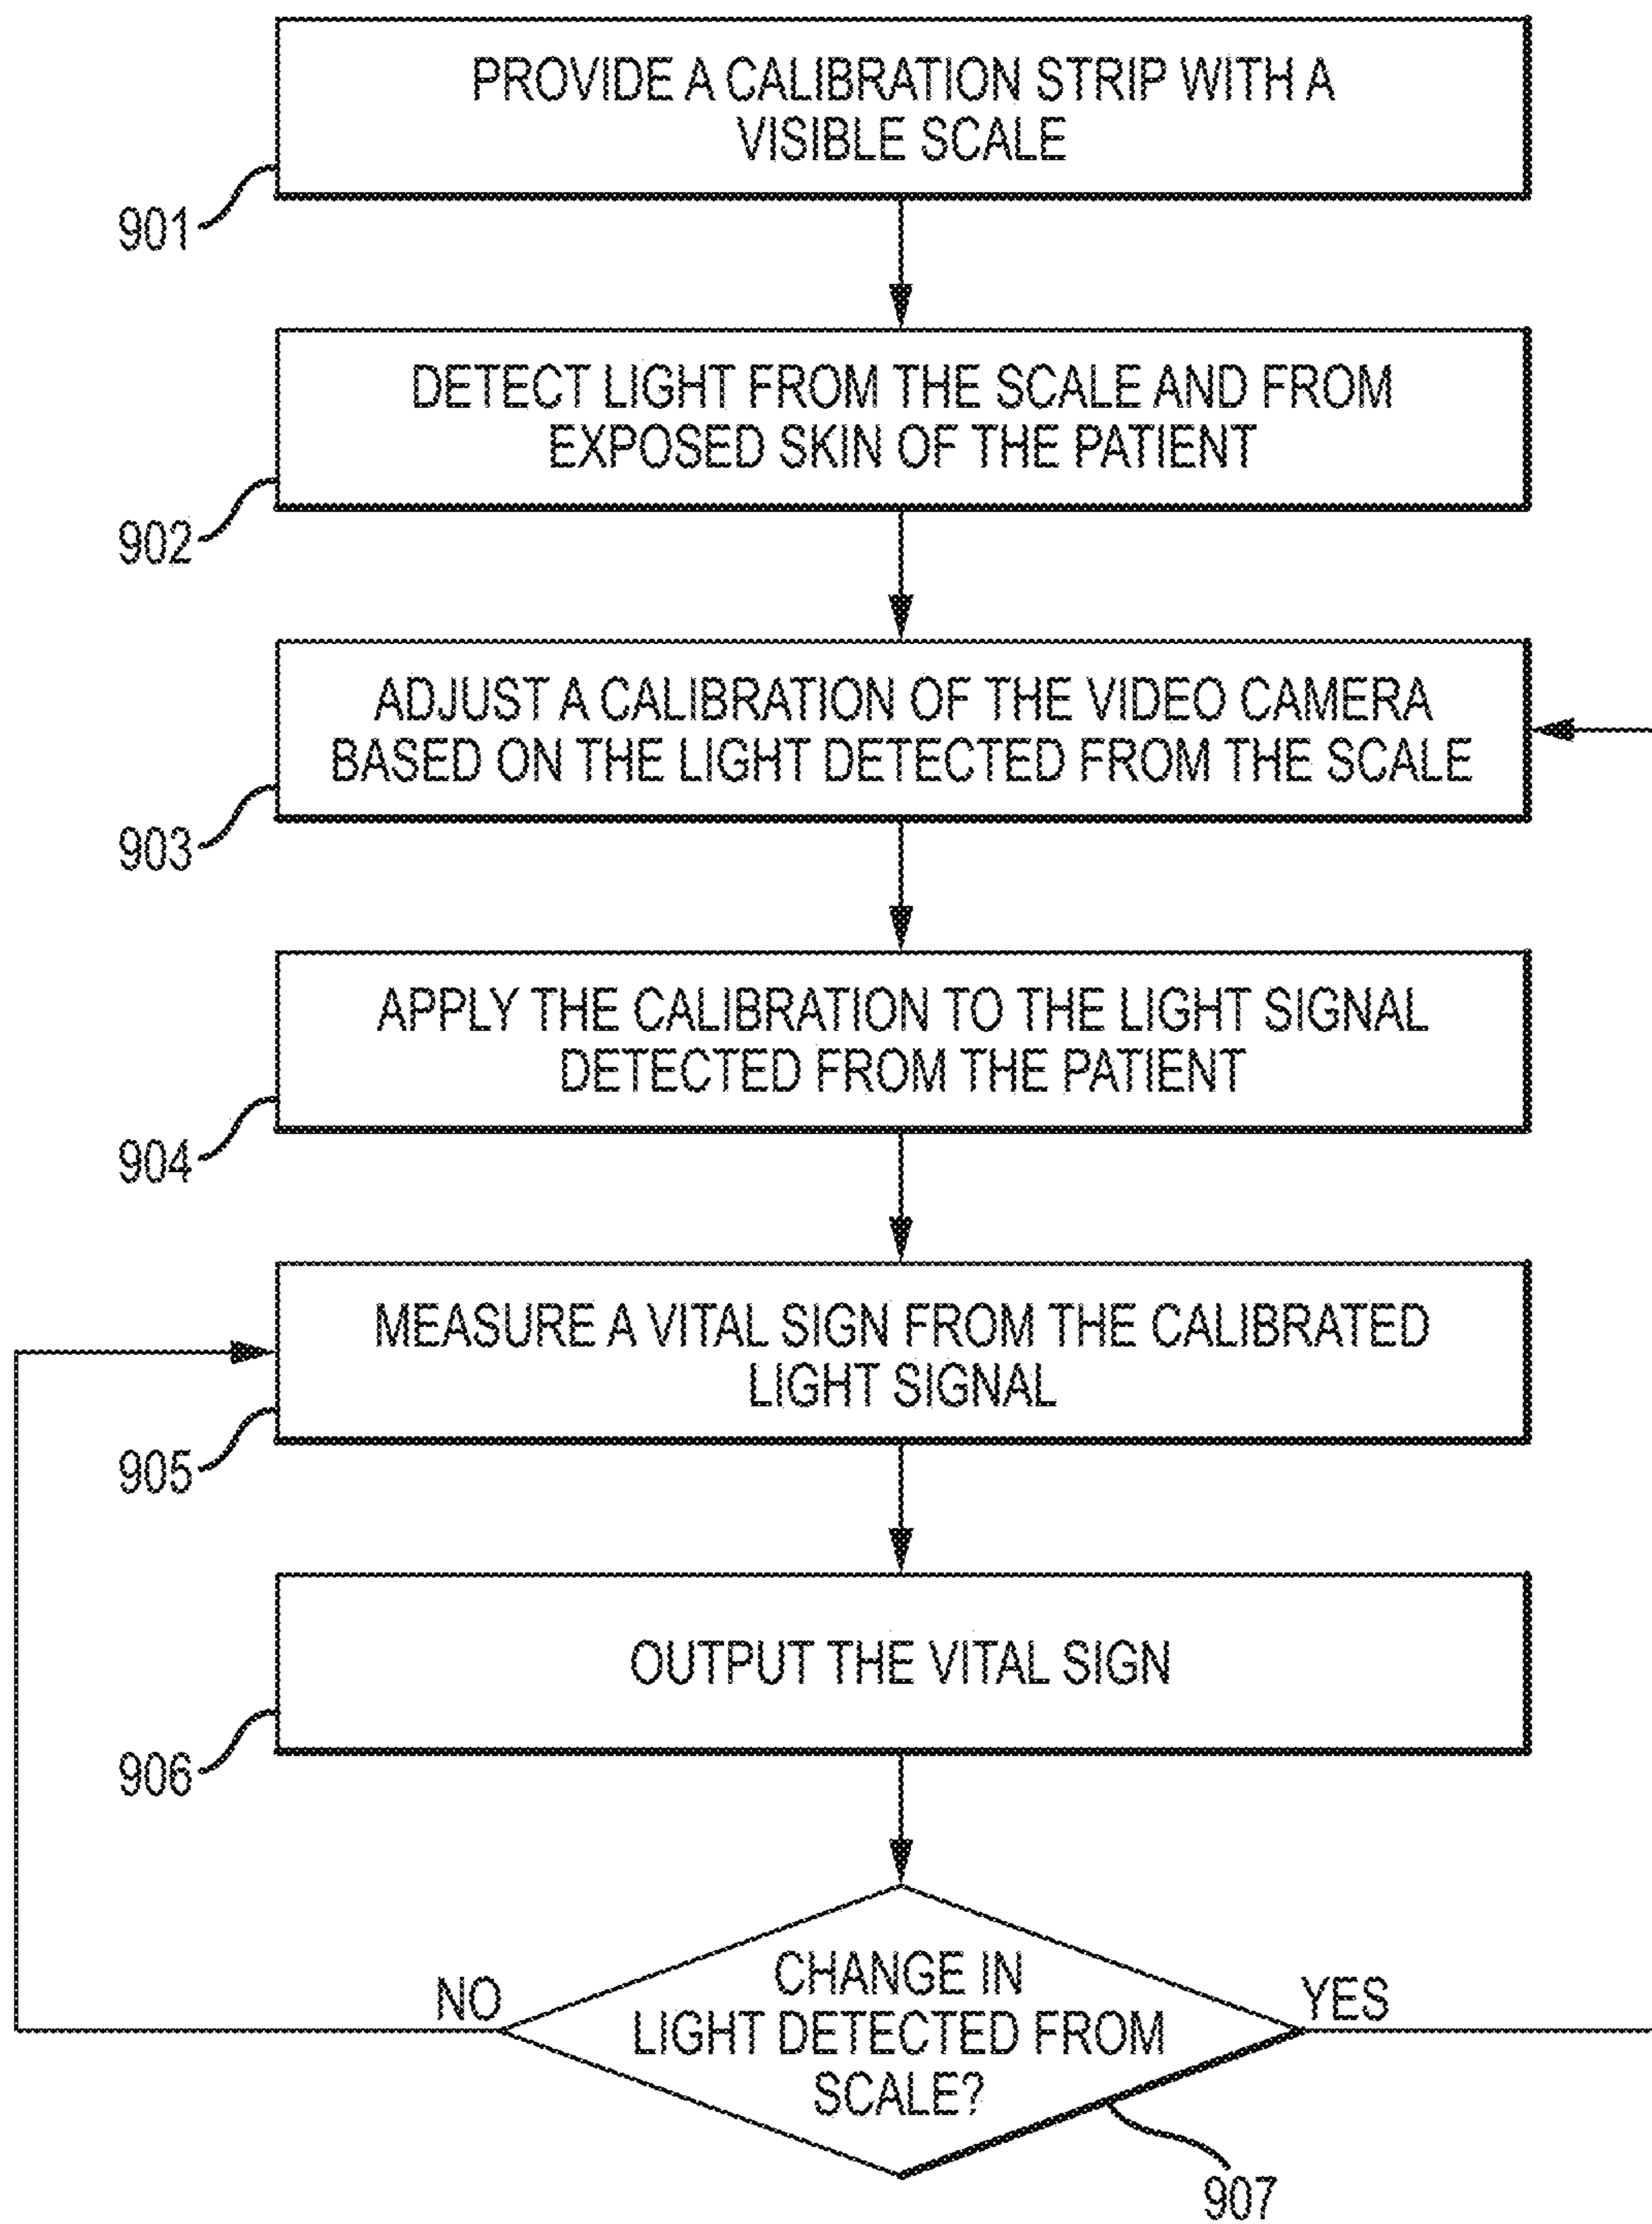 PROVIDE A CALIBRATION STRIP WITH A
VISIBLE SCALE
901
DETECT LIGHT FROM THE SCALE AND FROM
EXPOSED SKIN OF THE PATIENT
902
ADJUST A CALIBRATION OF THE VIDEO CAMERA
BASED ON THE LIGHT DETECTED FROM THE SCALE
903
APPLY THE CALIBRATION TO THE LIGHT SIGNAL
DETECTED FROM THE PATIENT
904
MEASURE A VITAL SIGN FROM THE CALIBRATED
LIGHT SIGNAL
905
OUTPUT THE VITAL SIGN
906
NO
CHANGE IN
LIGHT DETECTED FROM
SCALE?
YES
907